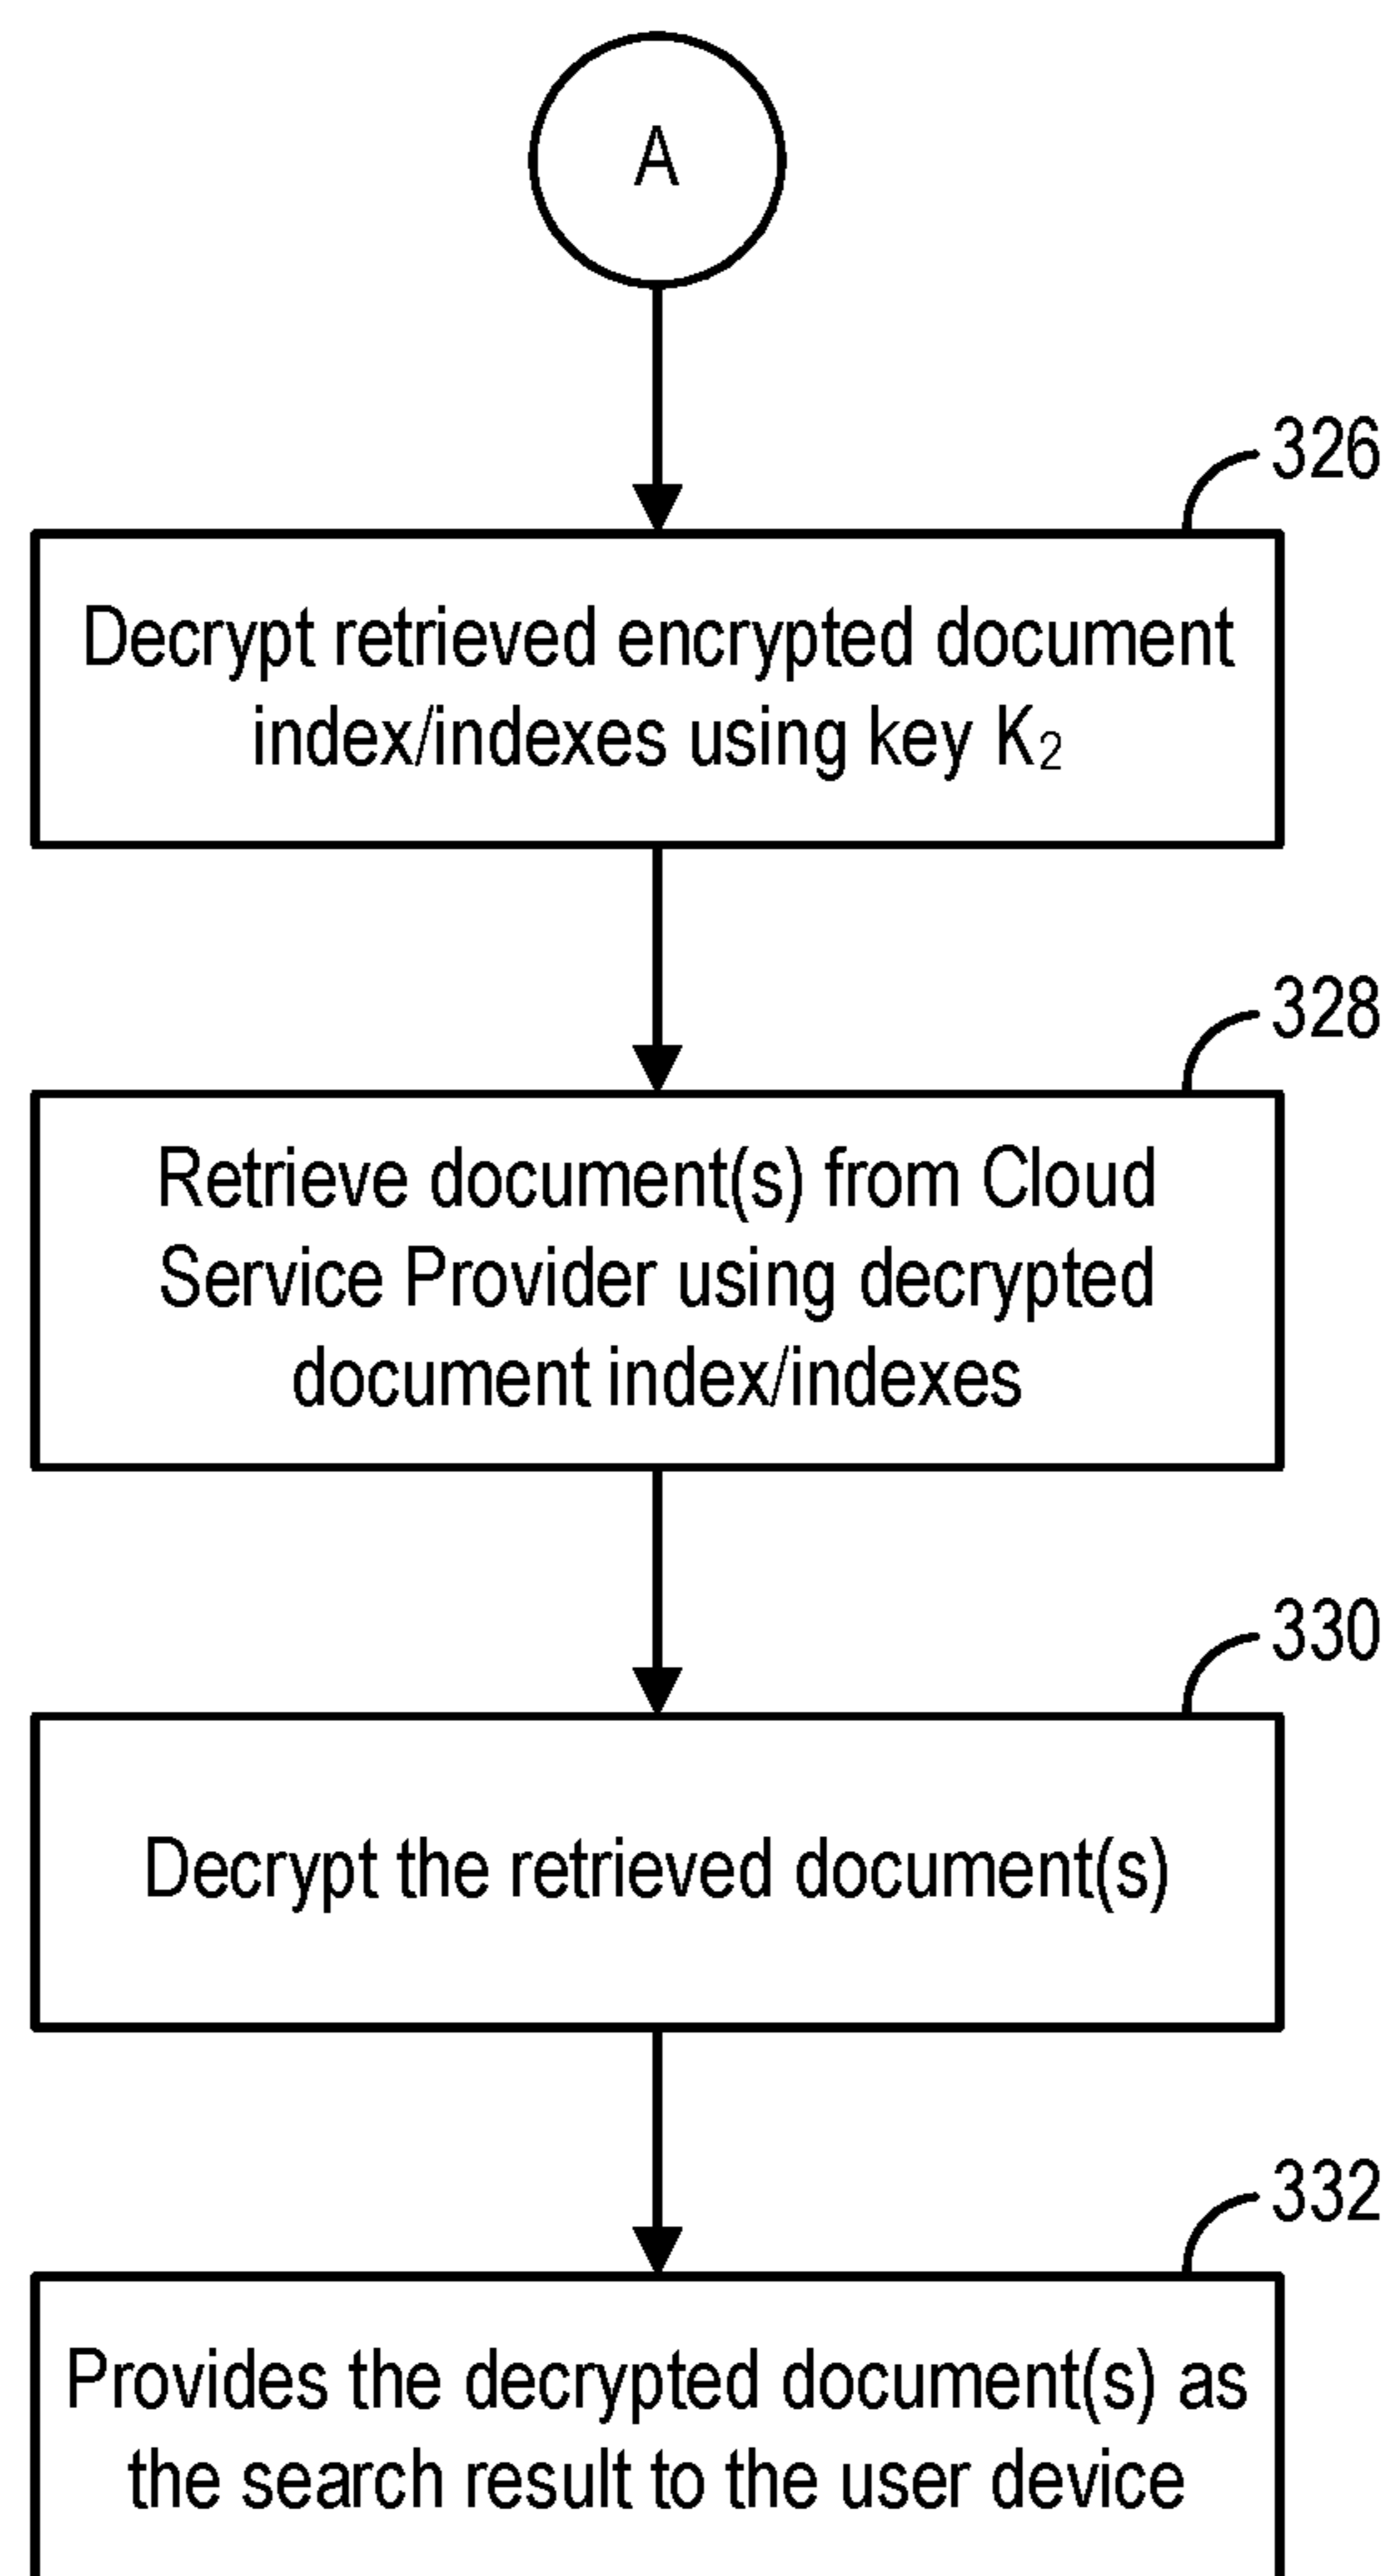 A
326
Decrypt retrieved encrypted document
index/indexes using key K₂
328
Retrieve document(s) from Cloud
Service Provider using decrypted
document index/indexes
330
Decrypt the retrieved document(s)
332
Provides the decrypted document(s) as
the search result to the user device